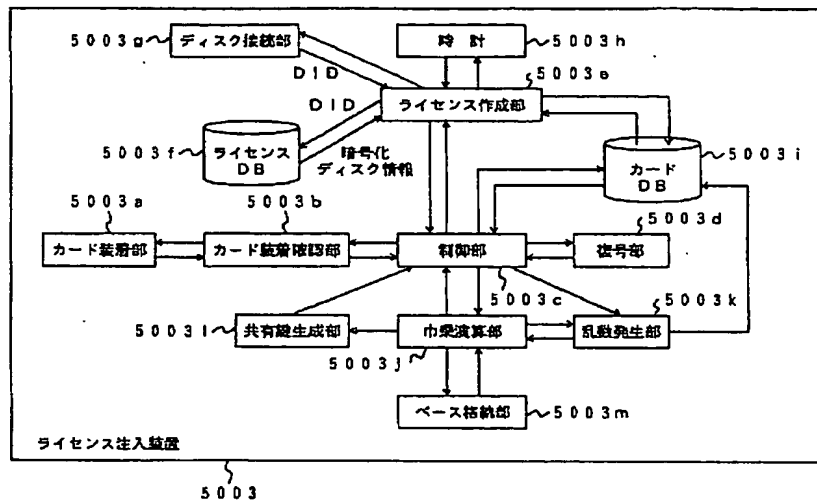 5003g ディスク接続部
時計 5003h
DID
5003e
DID
ライセンス作成部
5003f ライセンス
DB
暗号化
ディスク情報
カード
DB
5003i
5003a
5003b
5003d
カード装着部
カード装着確認部
制御部
復号部
5003c
5003k
5003l 共有鍵生成部
巾乗演算部
乱数発生部
5003j
ベース格納部 5003m
ライセンス注入装置
5003